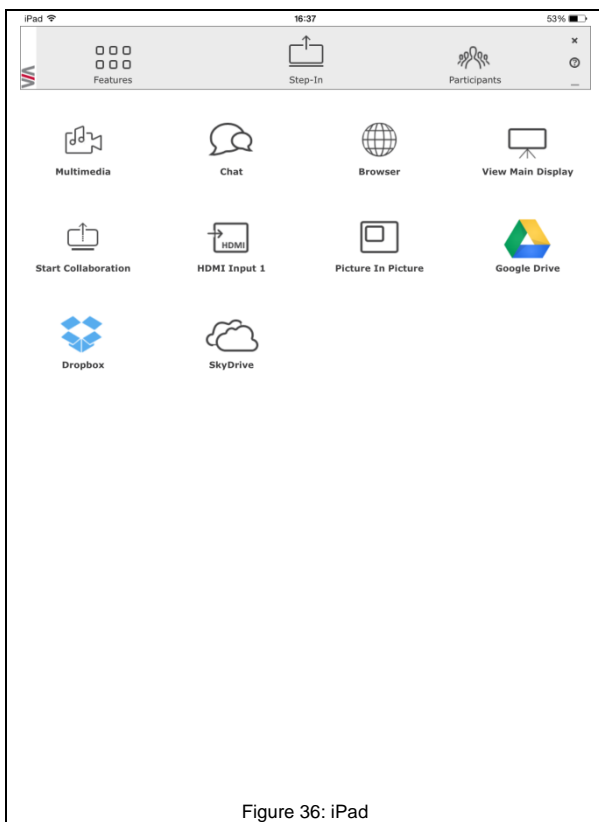 iPad 16:37 53%
Features Step-In Participants
Multimedia Chat Browser View Main Display
Start Collaboration HDMI Input 1 Picture In Picture Google Drive
HDMI
Dropbox SkyDrive
Figure 36: iPad